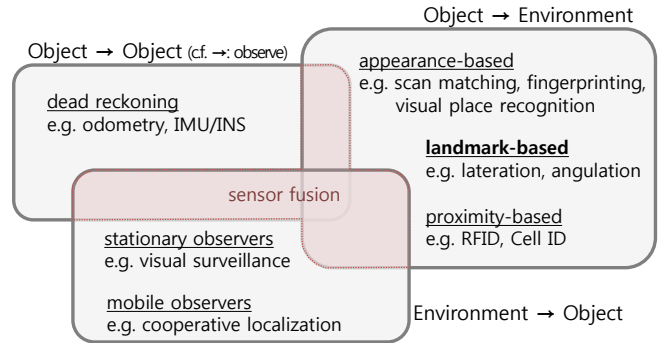 Object → Environment
Object → Object (c.f. →: observe)
appearance-based
e.g. scan matching, fingerprinting,
visual place recognition
dead reckoning
e.g. odometry, IMU/INS
landmark-based
e.g. lateration, angulation
sensor fusion
proximity-based
e.g. RFID, Cell ID
stationary observers
e.g. visual surveillance
mobile observers
e.g. cooperative localization
Environment → Object